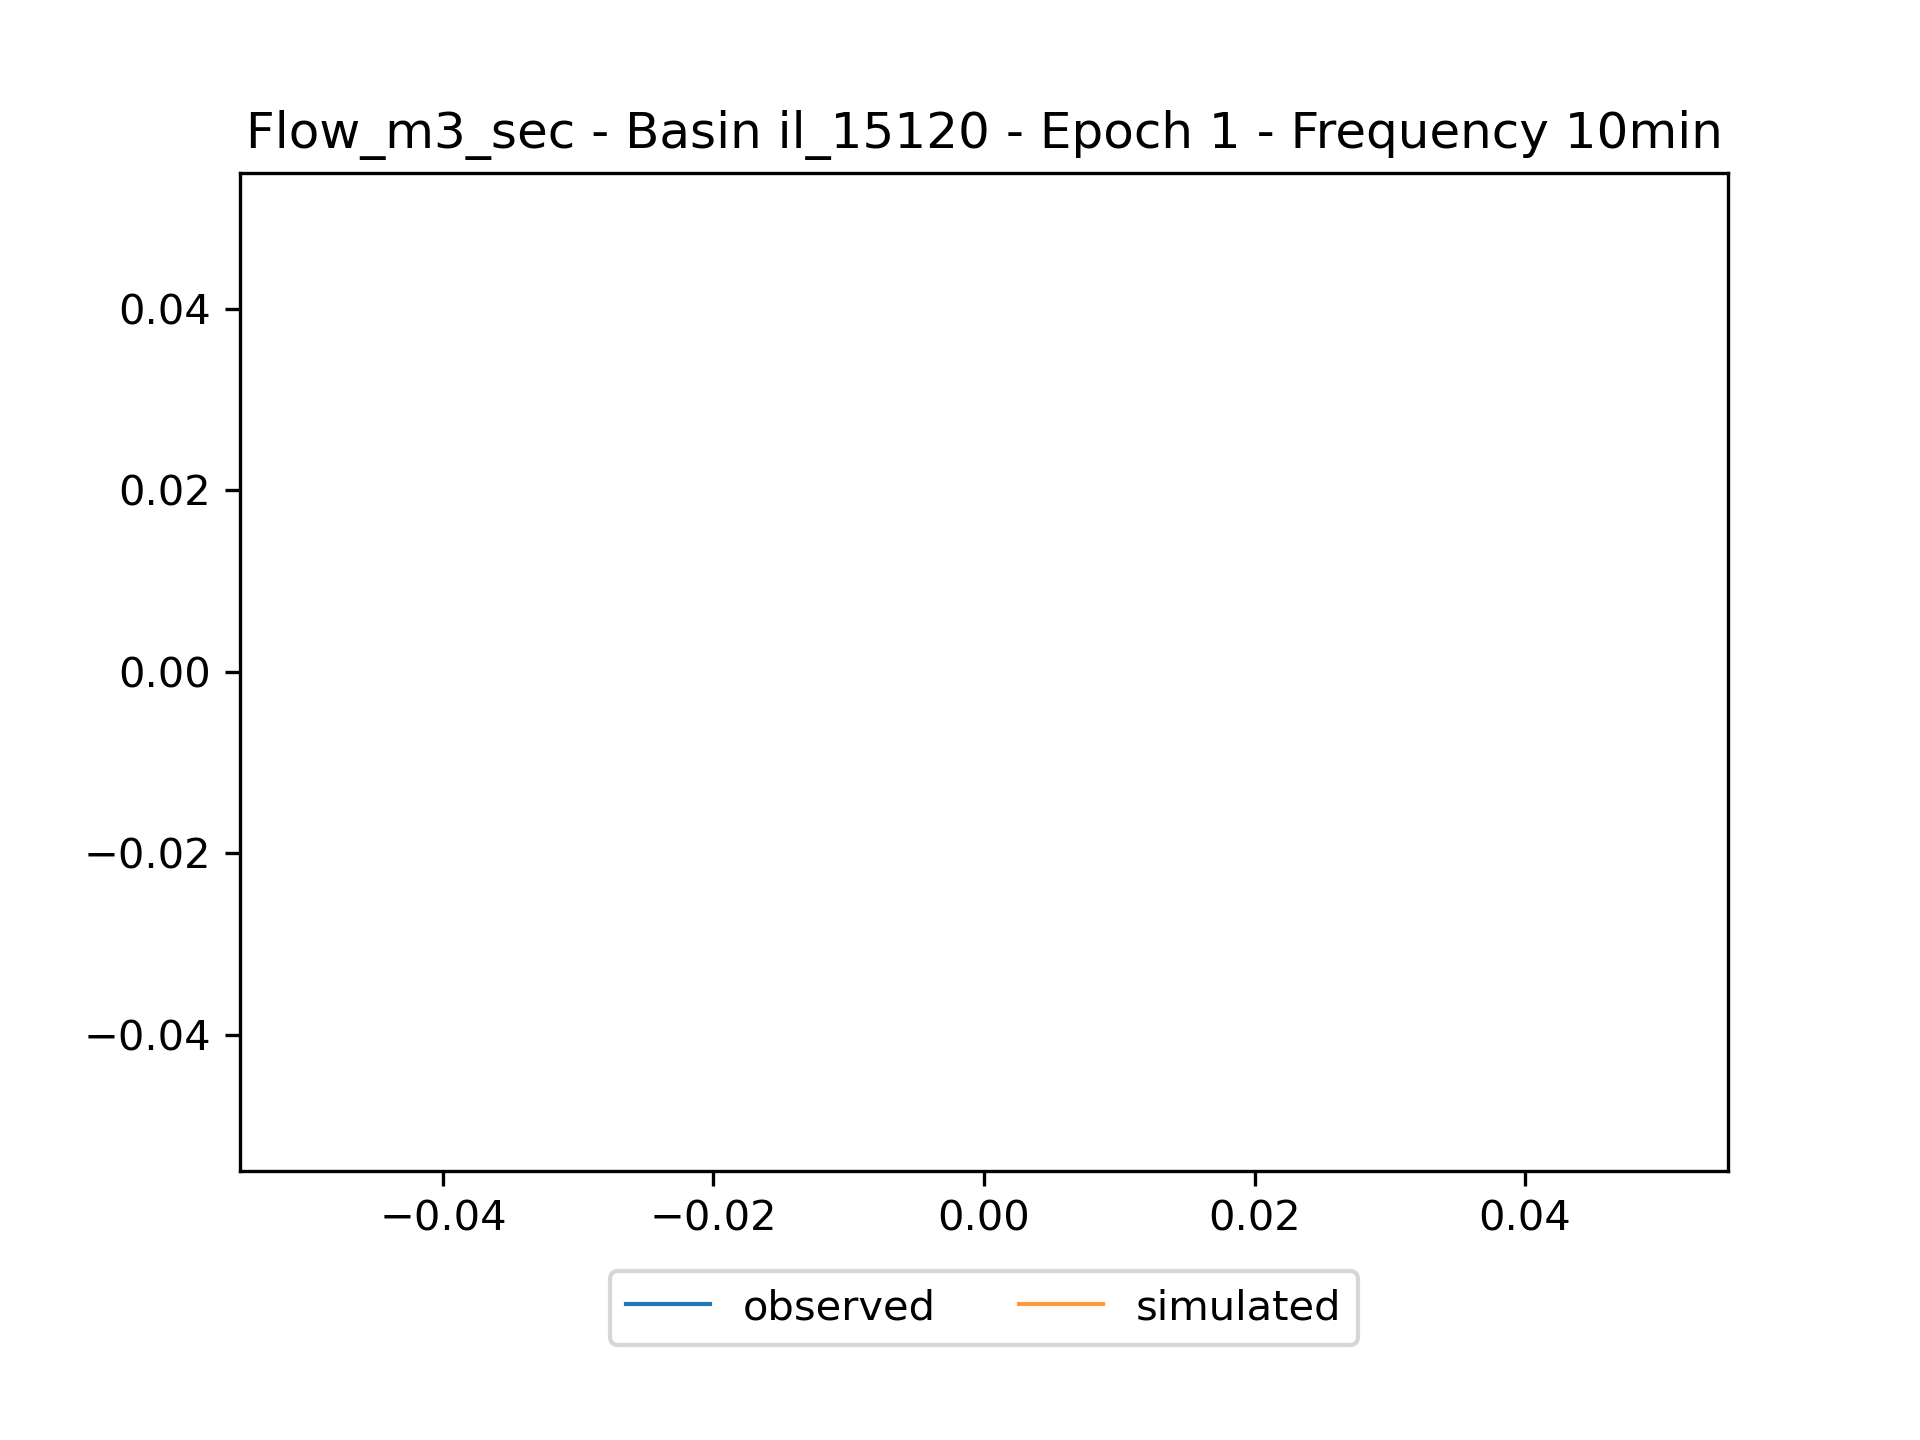 Flow_m3_sec - Basin il_15120 - Epoch 1 - Frequency 10min
0.04
0.02
0.00
−0.02
−0.04
−0.04 −0.02 0.00 0.02 0.04
observed simulated